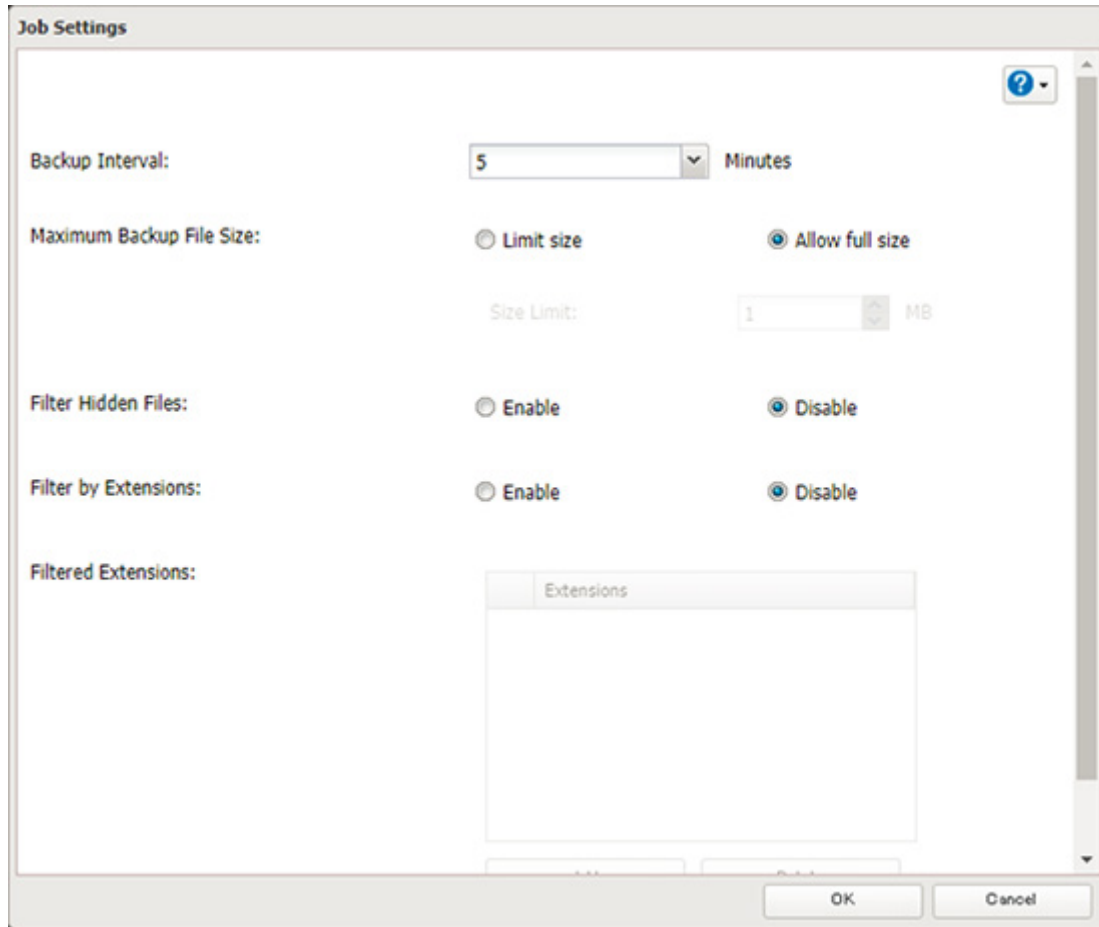 Job Settings
Backup Interval: 5 Minutes
Maximum Backup File Size: Limit size Allow full size
Size Limit: 1 MB
Filter Hidden Files: Enable Disable
Filter by Extensions: Enable Disable
Filtered Extensions:
Extensions
OK Cancel